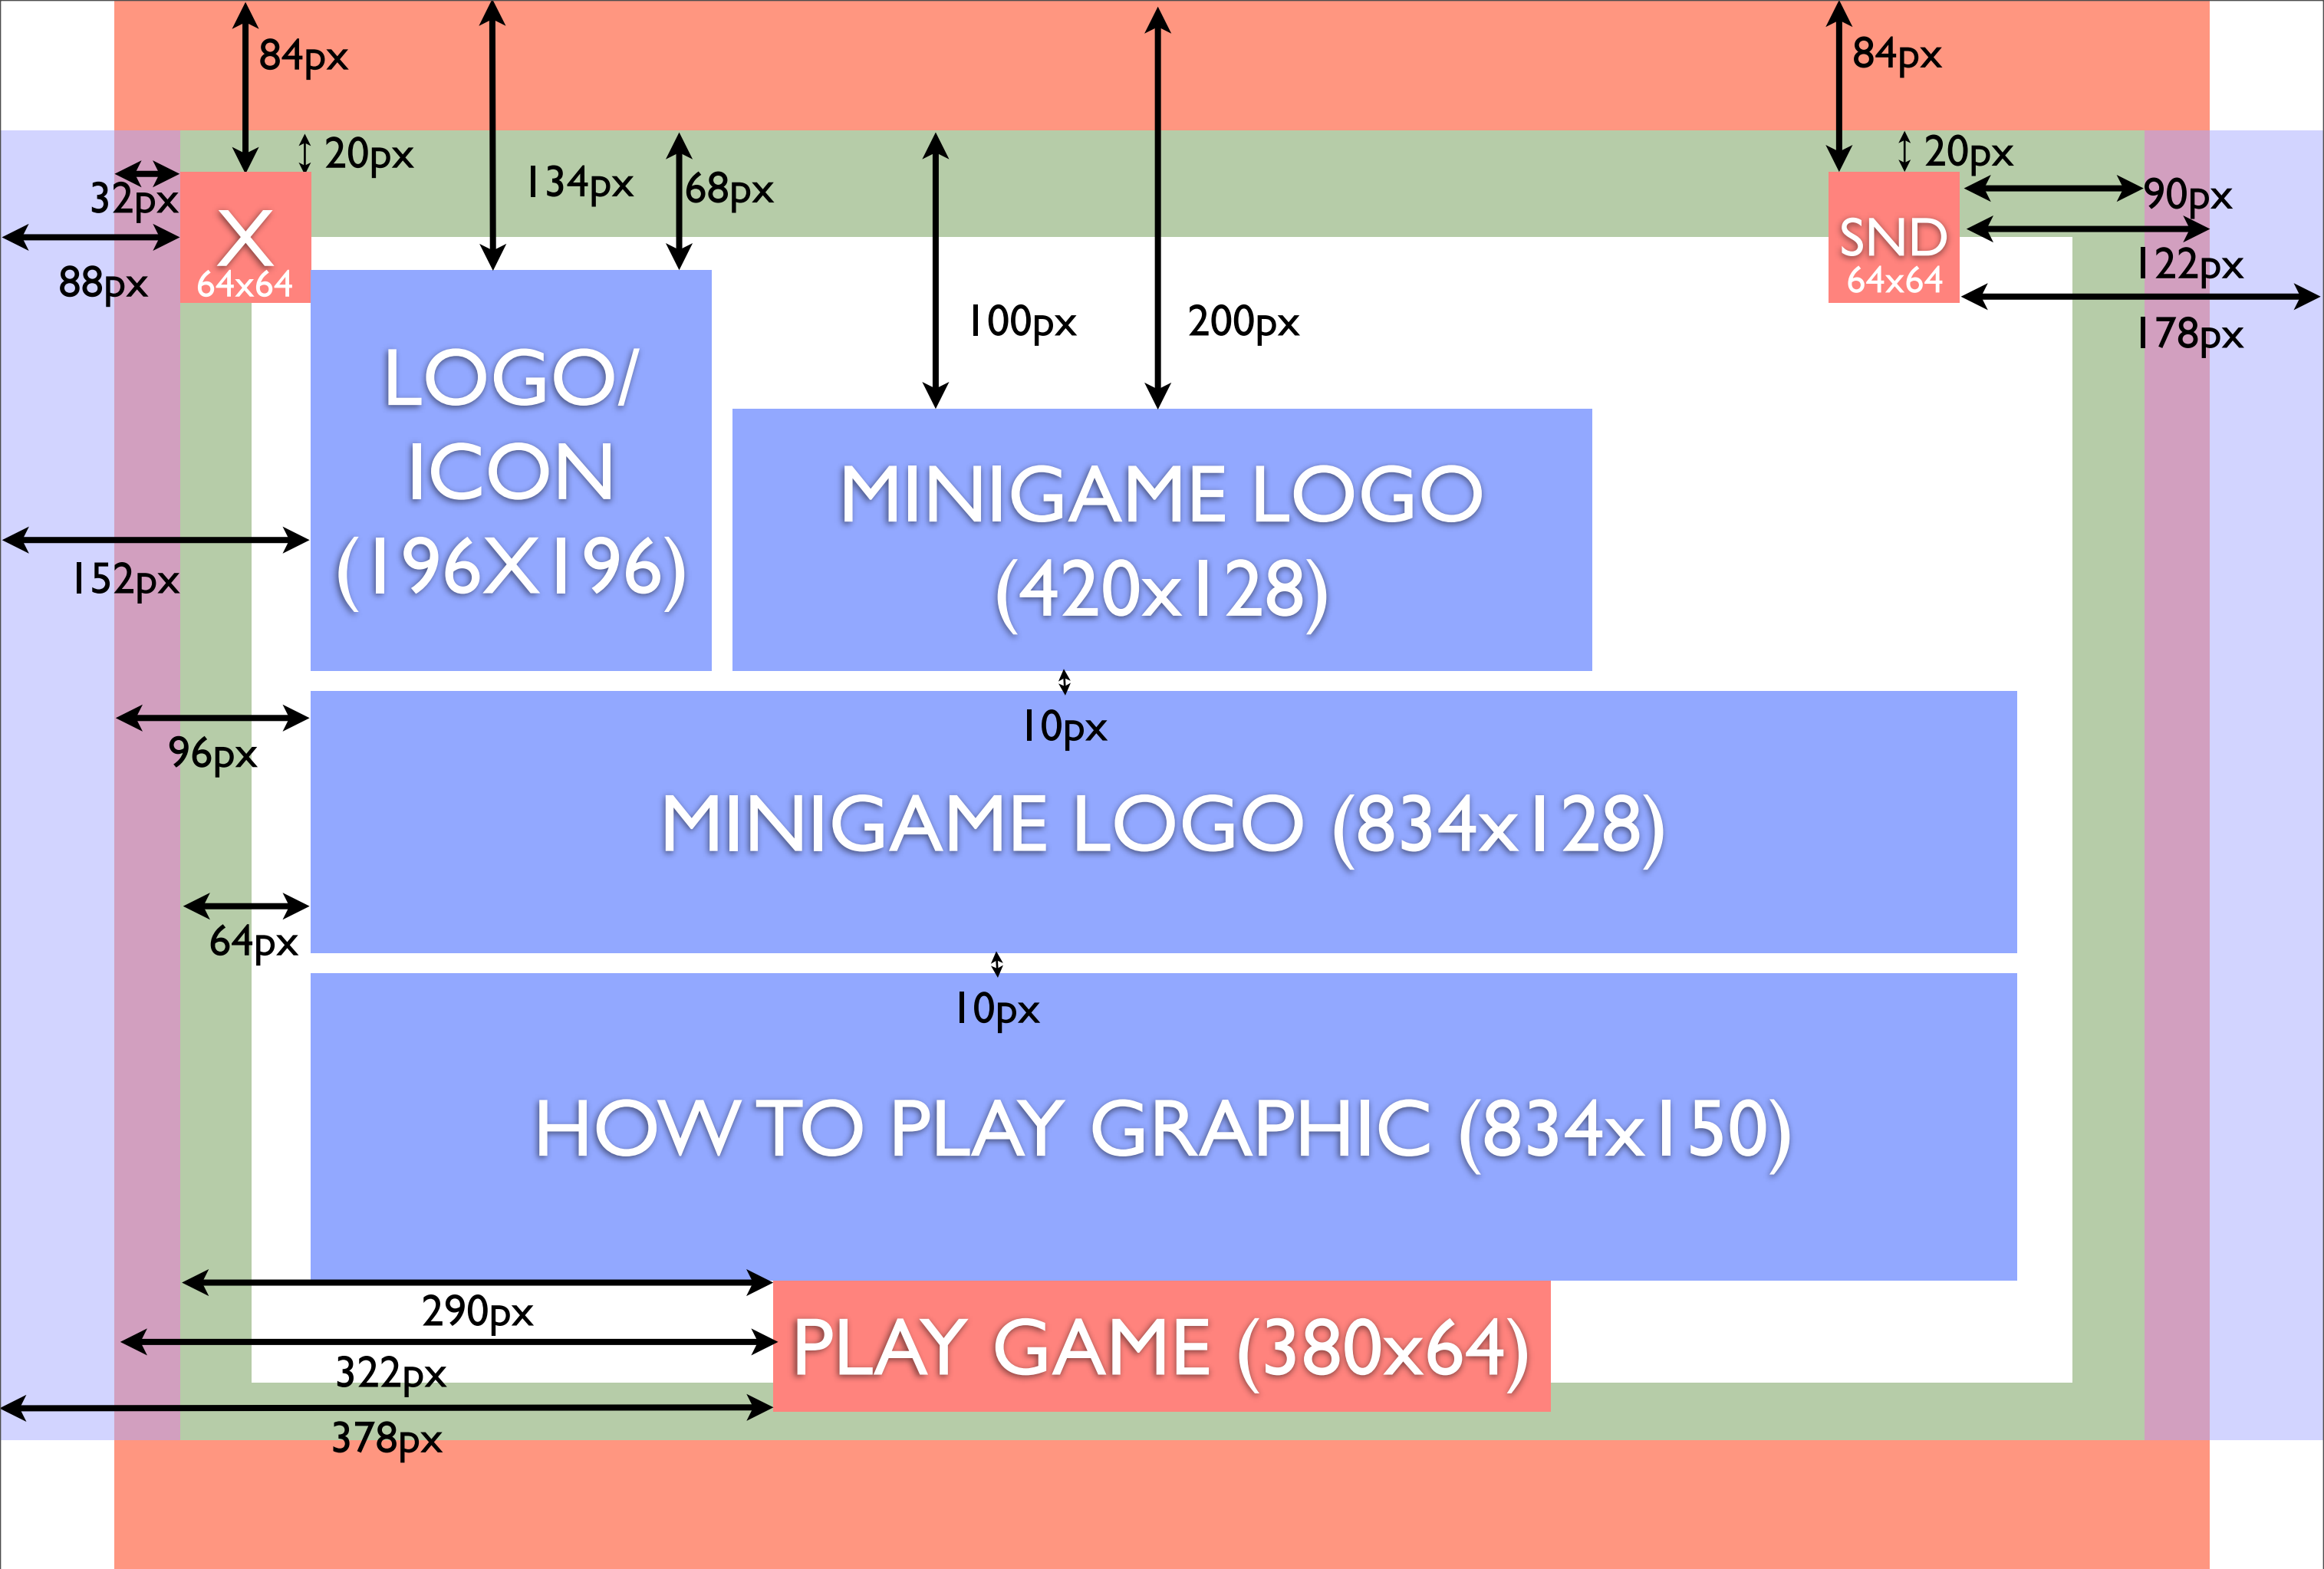 84px
84px
20px
134px
68px
20px
32px
90px
X
64x64
SND
64x64
88px
122px
100px
200px
178px
LOGO/
ICON
(196X196)
MINIGAME LOGO
(420x128)
152px
10px
96px
MINIGAME LOGO (834x128)
64px
10px
HOW TO PLAY GRAPHIC (834x150)
290px
PLAY GAME (380x64)
322px
378px